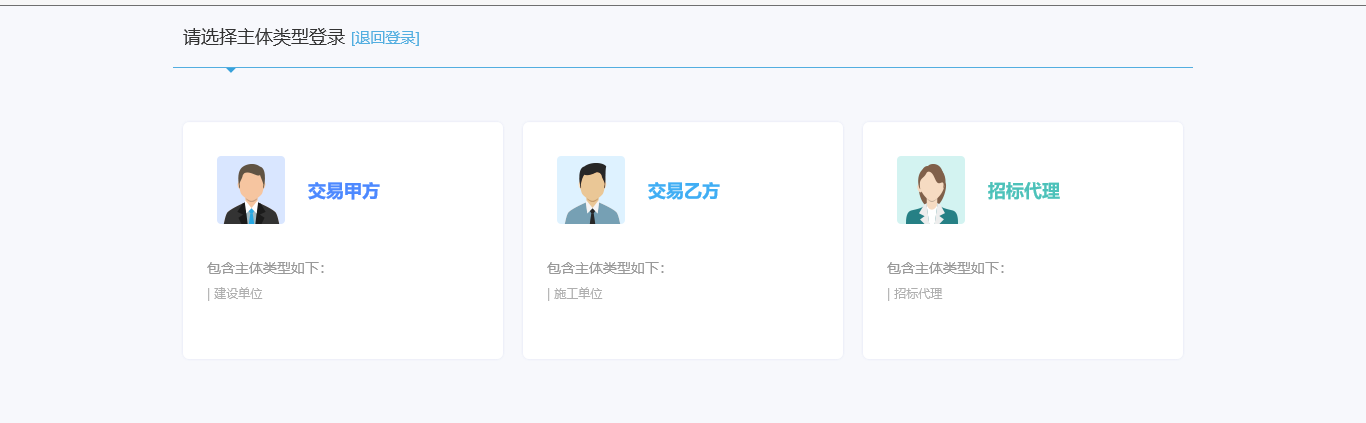 请选择主体类型登录 [退回登录]
交易甲方
包含主体类型如下：
| 建设单位
交易乙方
包含主体类型如下：
| 施工单位
招标代理
包含主体类型如下：
| 招标代理